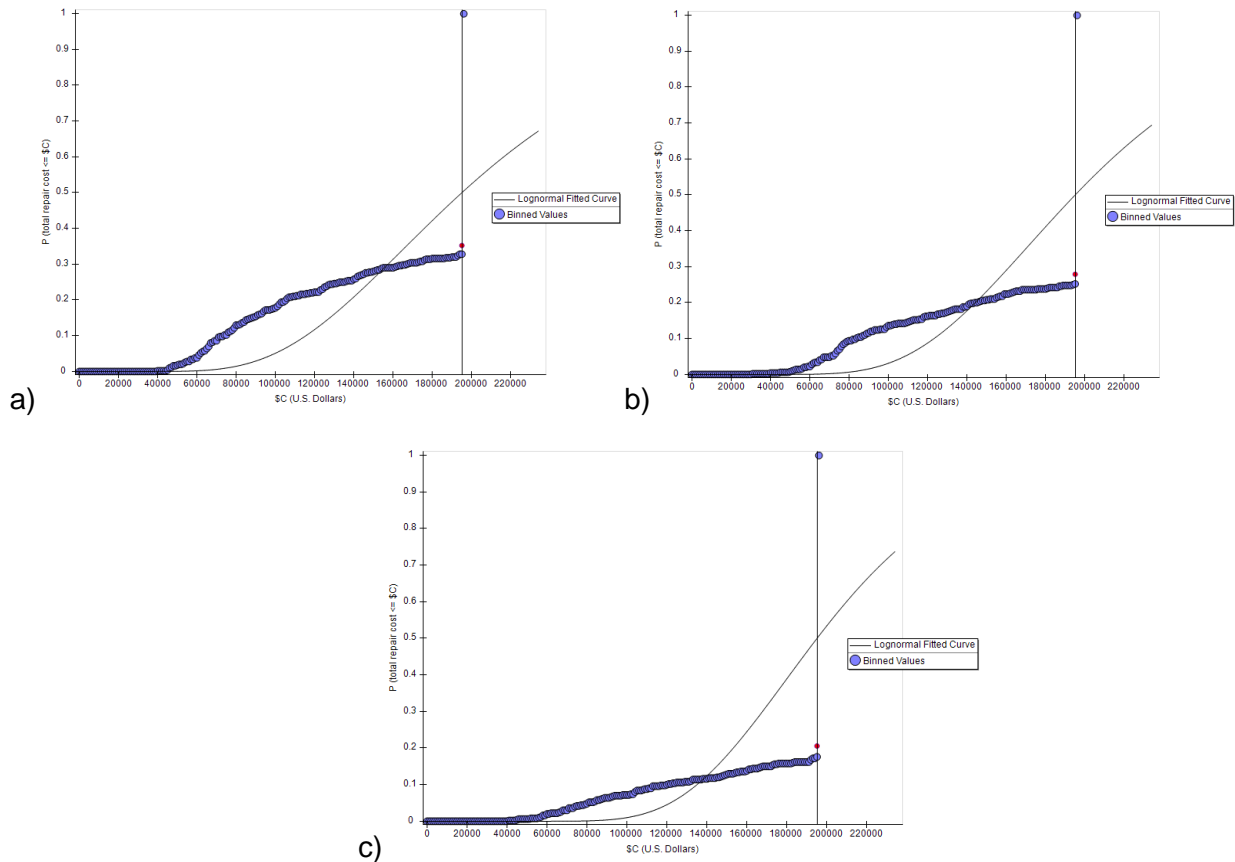 1
0.9
0.8
0.7
0.6
0.5
0.4
0.3
0.2
0.1
0
P (total repair cost <= $C)
0 20000 40000 60000 80000 100000 120000 140000 160000 180000 200000 220000
$C (U.S. Dollars)
Lognormal Fitted Curve
Binned Values
a)
1
0.9
0.8
0.7
0.6
0.5
0.4
0.3
0.2
0.1
0
P (total repair cost <= $C)
0 20000 40000 60000 80000 100000 120000 140000 160000 180000 200000 220000
$C (U.S. Dollars)
Lognormal Fitted Curve
Binned Values
b)
1
0.9
0.8
0.7
0.6
0.5
0.4
0.3
0.2
0.1
0
P (total repair cost <= $C)
0 20000 40000 60000 80000 100000 120000 140000 160000 180000 200000 220000
$C (U.S. Dollars)
Lognormal Fitted Curve
Binned Values
c)